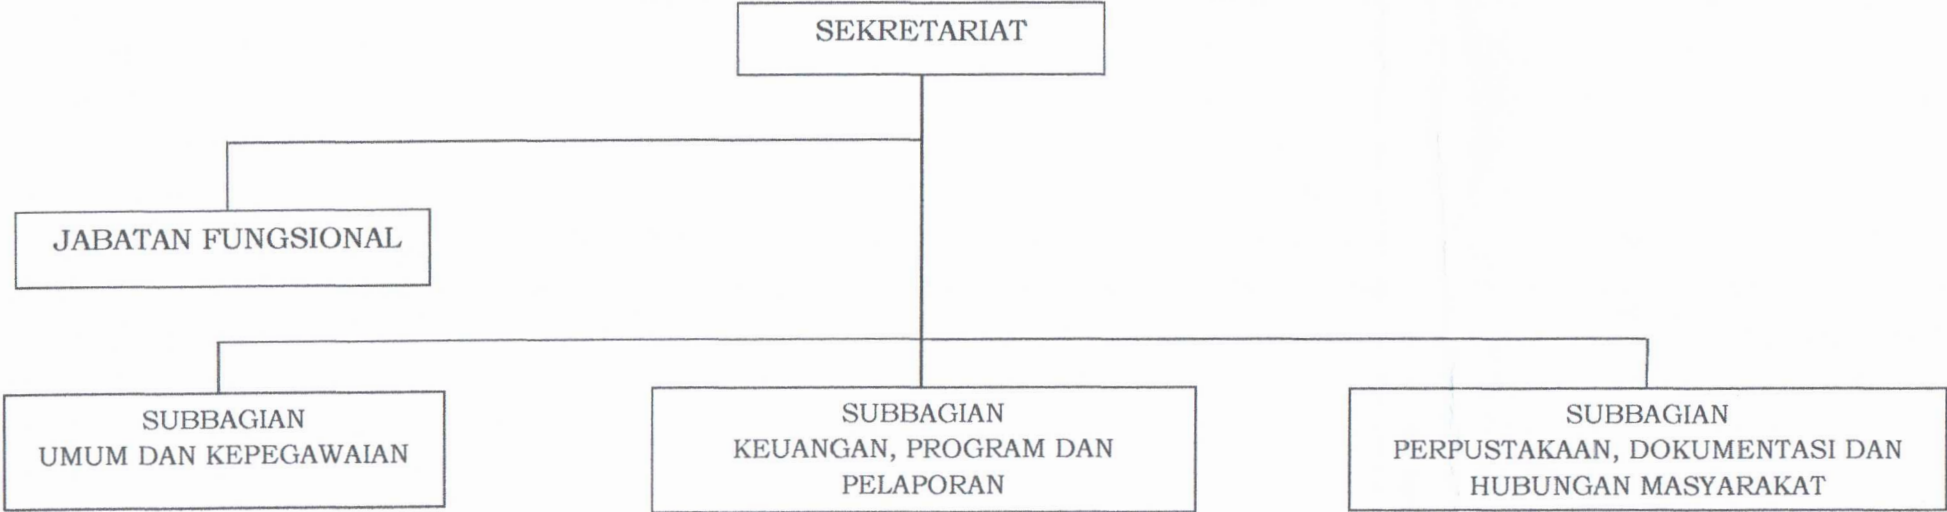 SEKRETARIAT
JABATAN FUNGSIONAL
SUBBAGIAN
UMUM DAN KEPEGAWAIAN
SUBBAGIAN
KEUANGAN, PROGRAM DAN
PELAPORAN
SUBBAGIAN
PERPUSTAKAAN, DOKUMENTASI DAN
HUBUNGAN MASYARAKAT